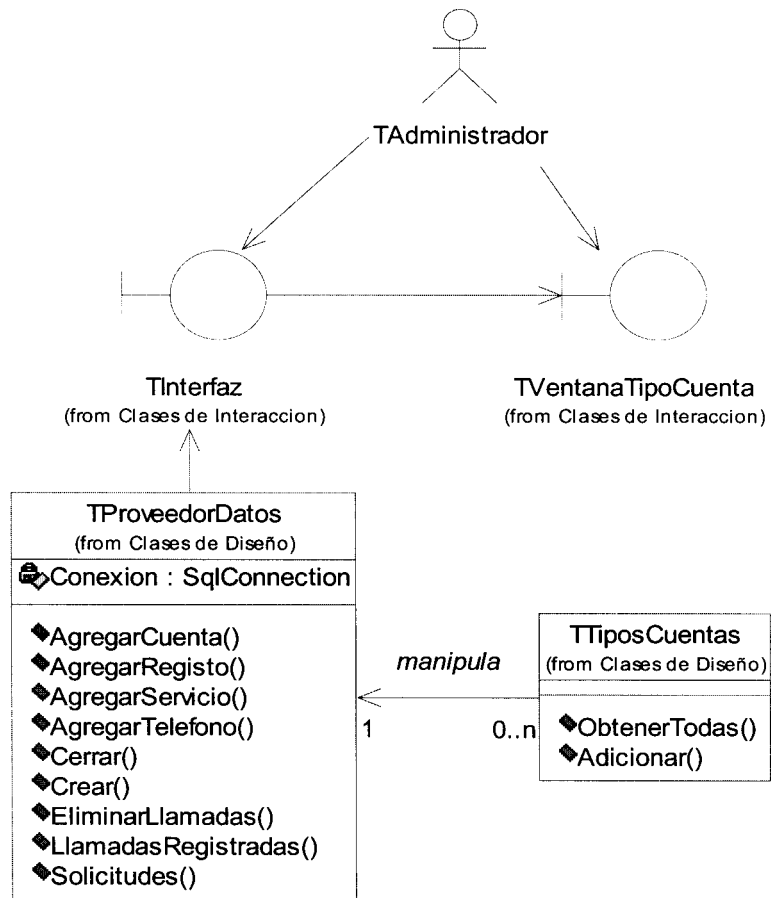 TAdministrador
TInterfaz
(from Clases de Interaccion)
TVentanaTipoCuenta
(from Clases de Interaccion)
TProveedorDatos
(from Clases de Diseño)
Conexion : SqlConnection
AgregarCuenta()
AgregarRegisto()
AgregarServicio()
AgregarTelefono()
Cerrar()
Crear()
EliminarLlamadas()
LlamadasRegistradas()
Solicitudes()
manipula
1
0..n
TTiposCuentas
(from Clases de Diseño)
ObtenerTodas()
Adicionar()